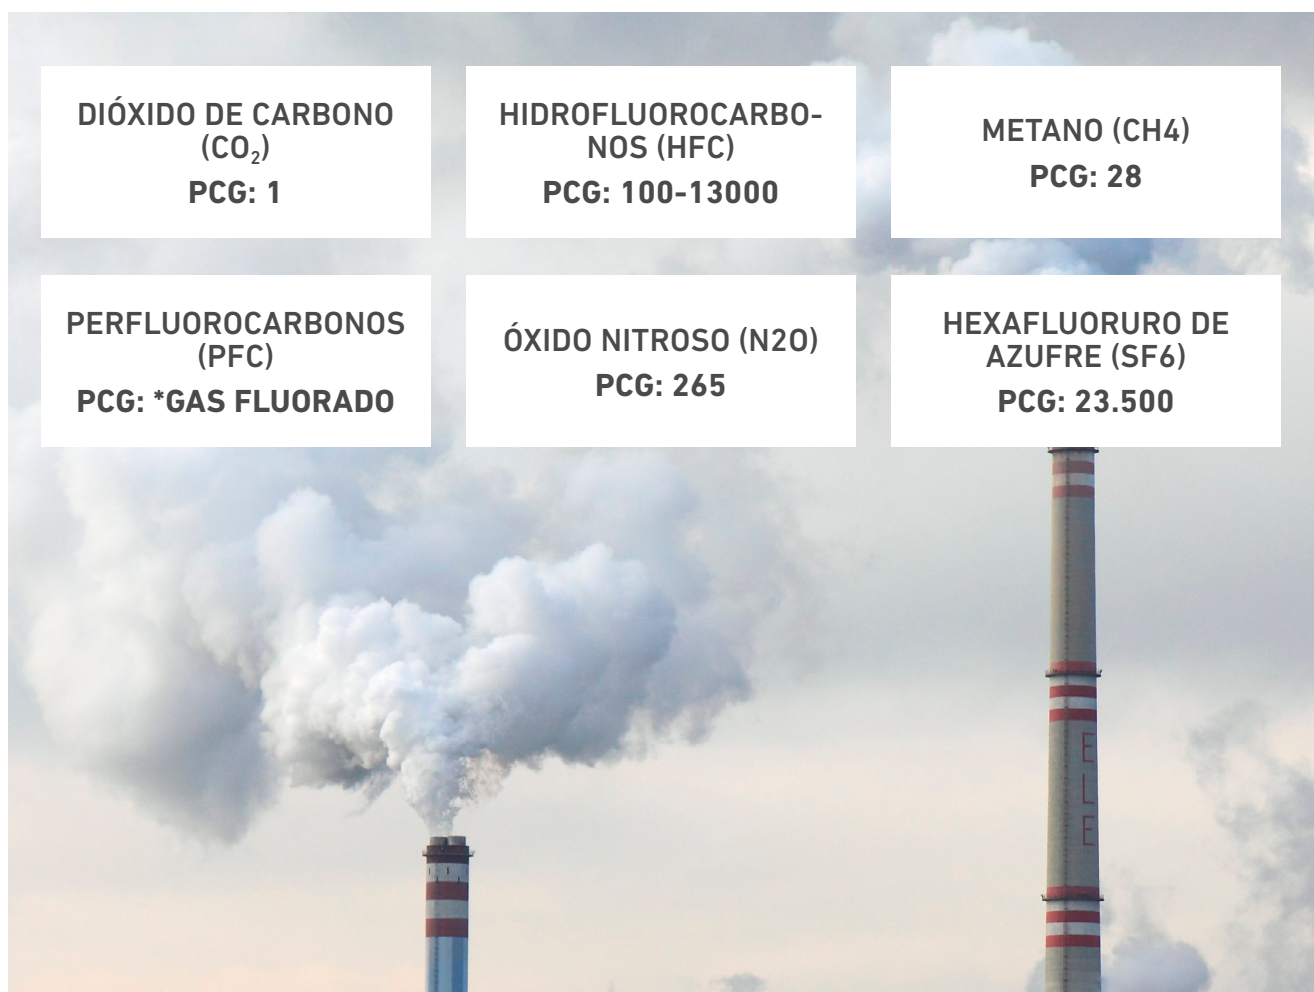 DIÓXIDO DE CARBONO
(CO₂)
PCG: 1
HIDROFLUOROCARBO-
NOS (HFC)
PCG: 100-13000
METANO (CH4)
PCG: 28
PERFLUOROCARBONOS
(PFC)
PCG: *GAS FLUORADO
ÓXIDO NITROSO (N2O)
PCG: 265
HEXAFLUORURO DE
AZUFRE (SF6)
PCG: 23.500
E
L
E